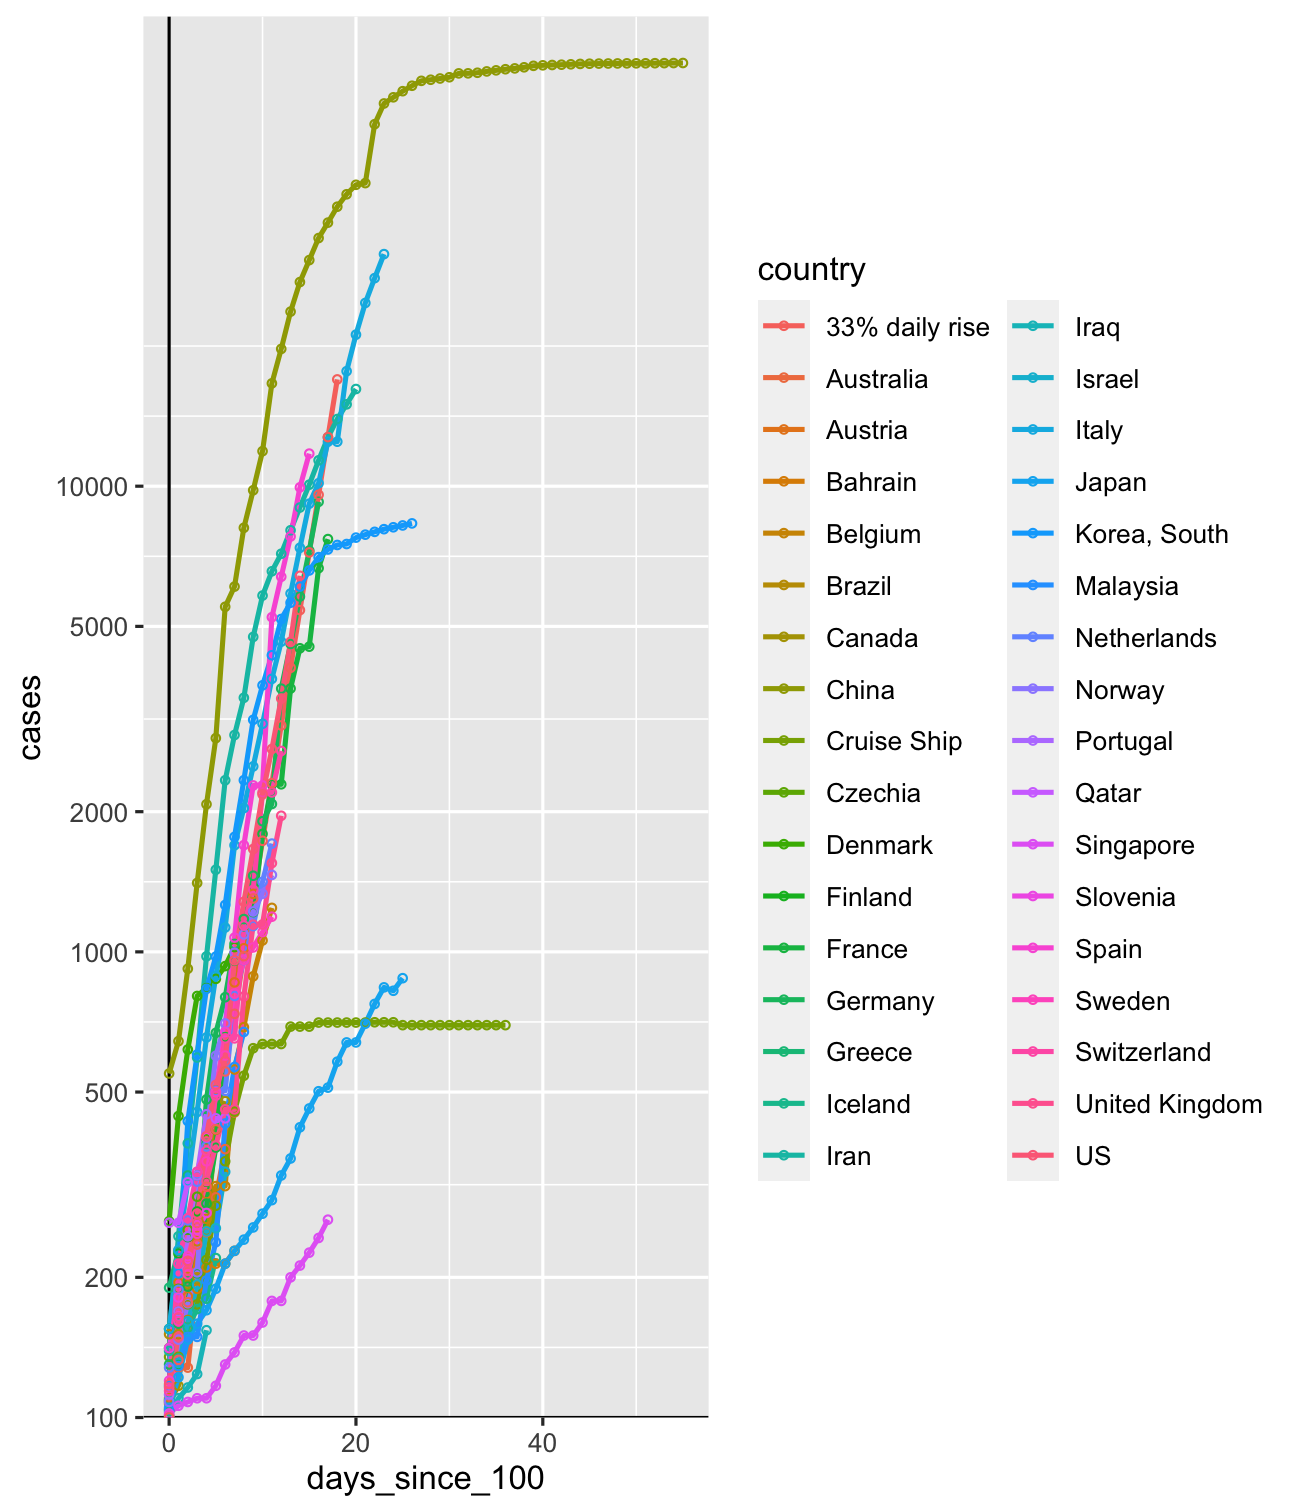 cases
10000
5000
2000
1000
500
200
100
0
20
40
days_since_100
country
33% daily rise
Australia
Austria
Bahrain
Belgium
Brazil
Canada
China
Cruise Ship
Czechia
Denmark
Finland
France
Germany
Greece
Iceland
Iran
Iraq
Israel
Italy
Japan
Korea, South
Malaysia
Netherlands
Norway
Portugal
Qatar
Singapore
Slovenia
Spain
Sweden
Switzerland
United Kingdom
US